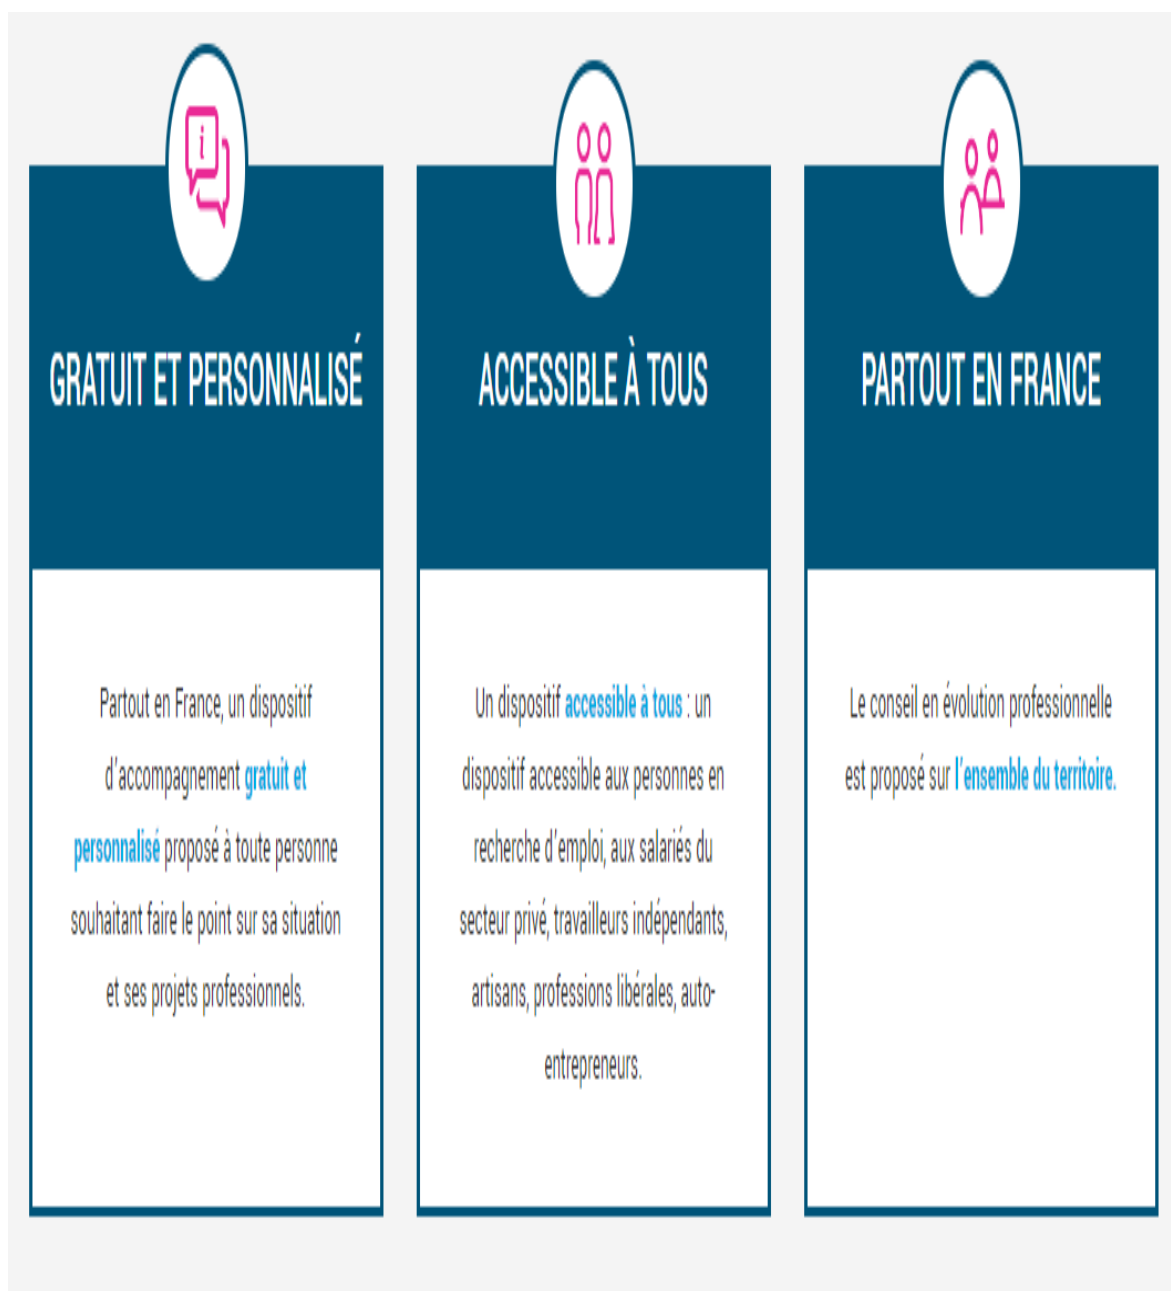 i
GRATUIT ET PERSONNALISÉ
Partout en France, un dispositif
d'accompagnement gratuit et
personnalisé proposé à toute personne
souhaitant faire le point sur sa situation
et ses projets professionnels.
ACCESSIBLE À TOUS
Un dispositif accessible à tous : un
dispositif accessible aux personnes en
recherche d'emploi, aux salariés du
secteur privé, travailleurs indépendants,
artisans, professions libérales, auto-
entrepreneurs.
PARTOUT EN FRANCE
Le conseil en évolution professionnelle
est proposé sur l'ensemble du territoire.